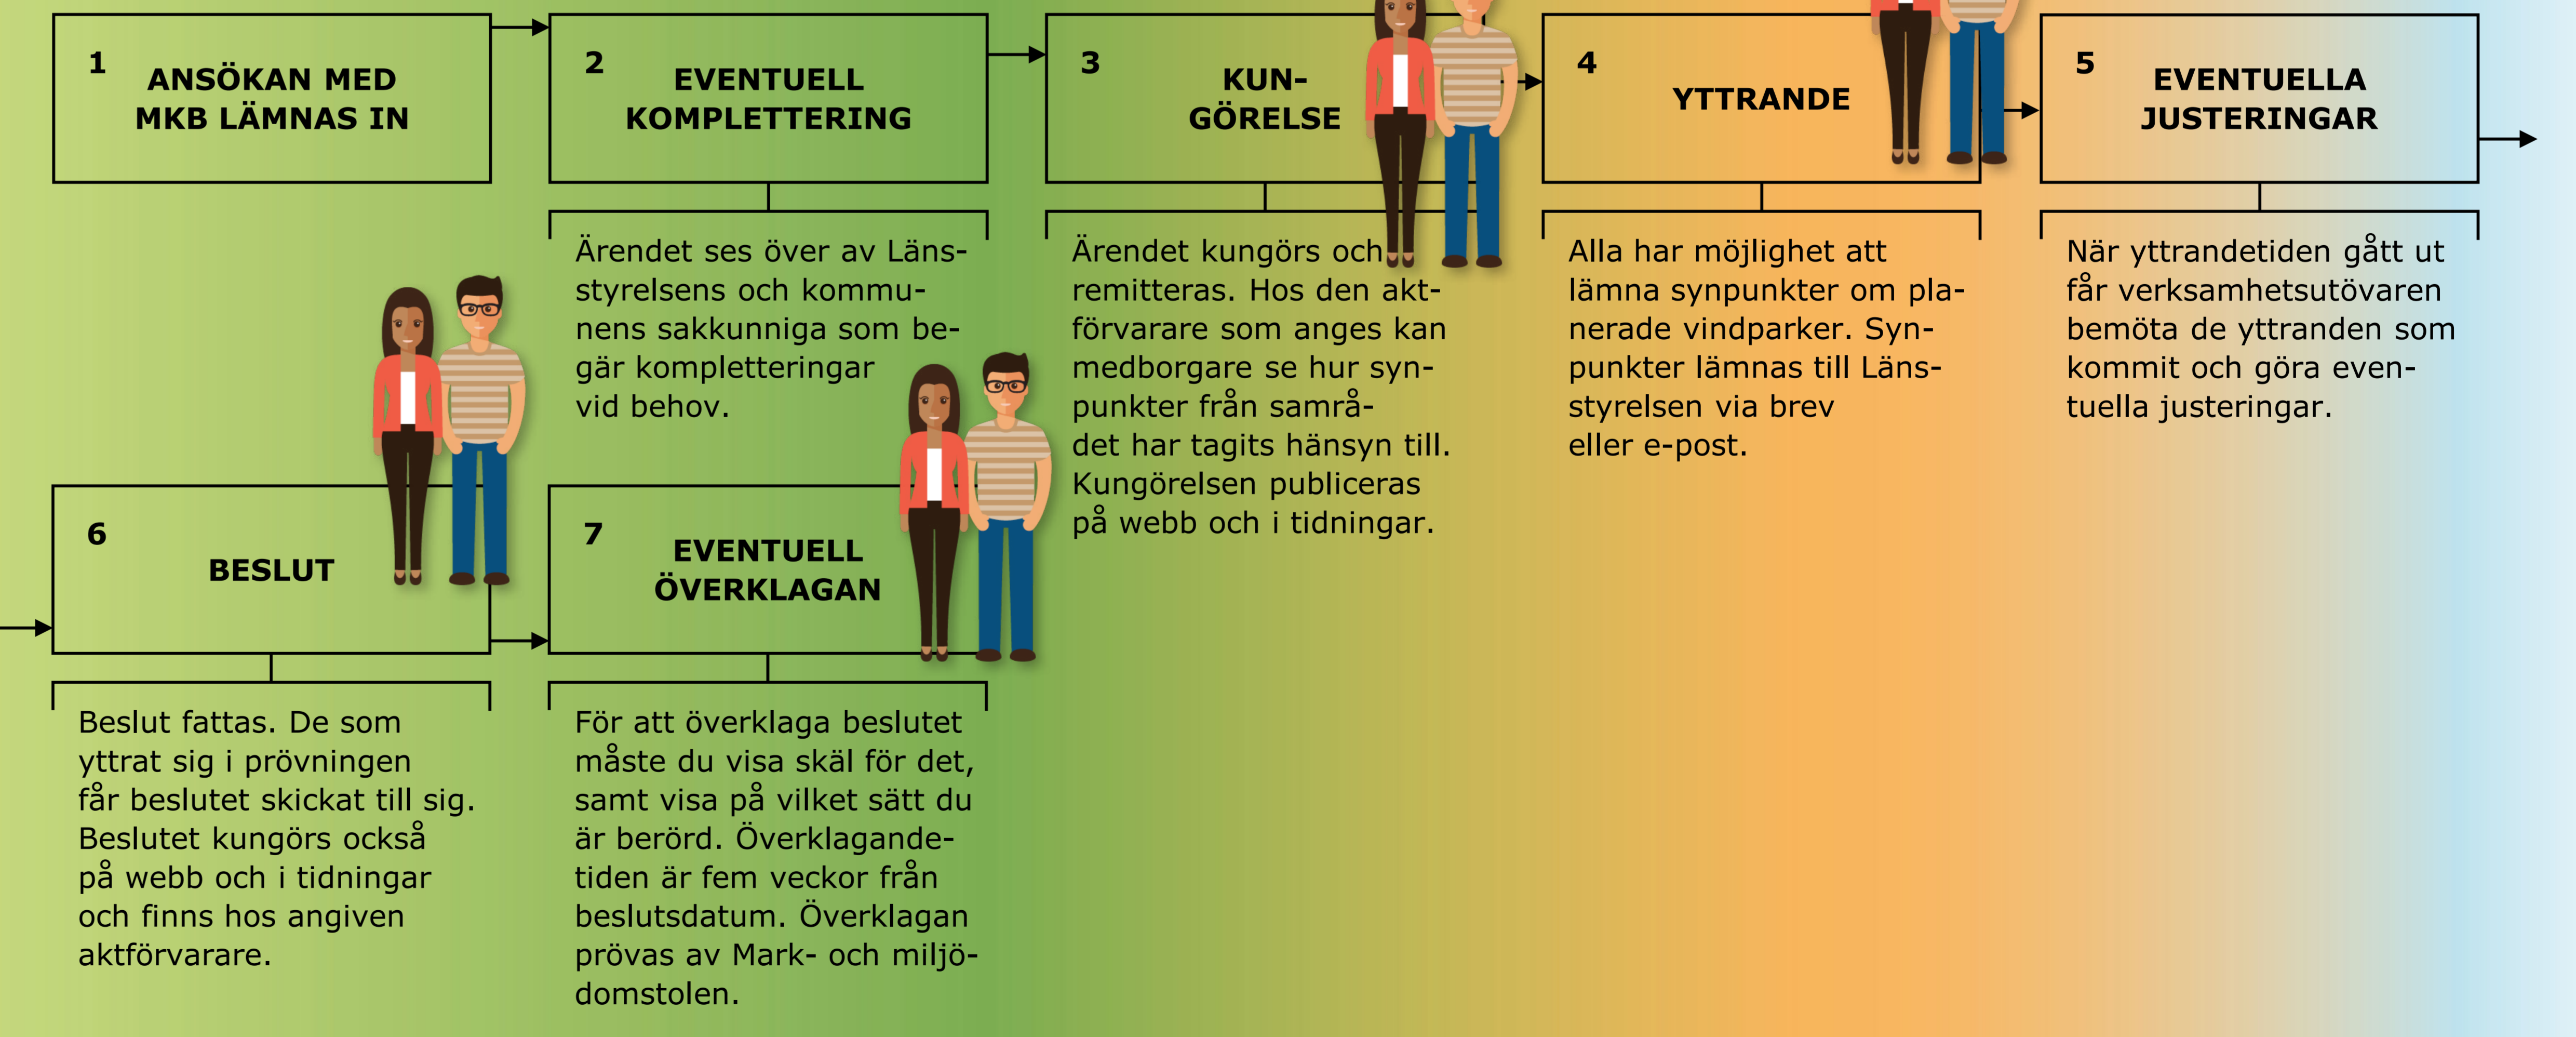 1
ANSÖKAN MED
MKB LÄMNAS IN
2
EVENTUELL
KOMPLETTERING
Ärendet ses över av Läns-
styrelsens och kommu-
nens sakkunniga som be-
gär kompletteringar
vid behov.
3
KUN-
GÖRELSE
Ärendet kungörs och
remitteras. Hos den akt-
förvarare som anges kan
medborgare se hur syn-
punkter från samrå-
det har tagits hänsyn till.
Kungörelsen publiceras
på webb och i tidningar.
4
YTTRANDE
Alla har möjlighet att
lämna synpunkter om pla-
nerade vindparker. Syn-
punkter lämnas till Läns-
styrelsen via brev
eller e-post.
5
EVENTUELLA
JUSTERINGAR
När yttrandetiden gått ut
får verksamhetsutövaren
bemöta de yttranden som
kommit och göra even-
tuella justeringar.
6
BESLUT
Beslut fattas. De som
yttrat sig i prövningen
får beslutet skickat till sig.
Beslutet kungörs också
på webb och i tidningar
och finns hos angiven
aktförvarare.
7
EVENTUELL
ÖVERKLAGAN
För att överklaga beslutet
måste du visa skäl för det,
samt visa på vilket sätt du
är berörd. Överklagande-
tiden är fem veckor från
beslutsdatum. Överklagan
prövas av Mark- och miljö-
domstolen.